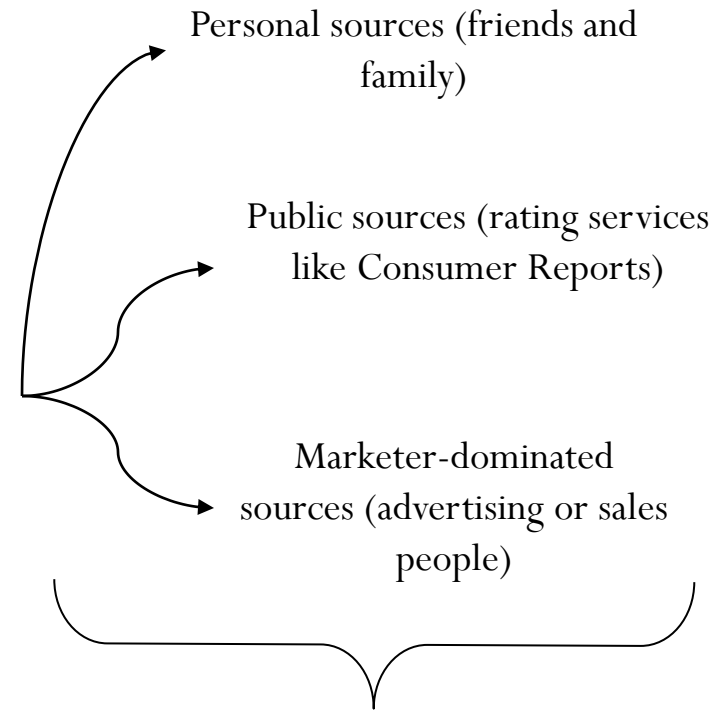 Personal sources (friends and
family)
Public sources (rating services
like Consumer Reports)
Marketer-dominated
sources (advertising or sales
people)